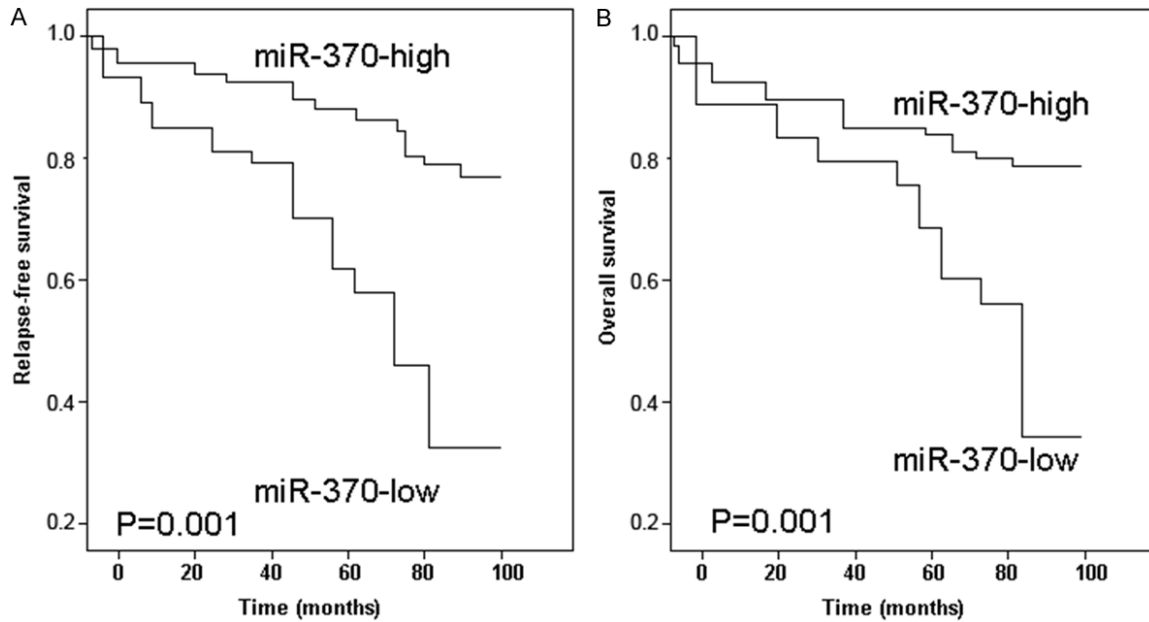 A
1.0
0.8
0.6
0.4
0.2
Relapse-free survival
miR-370-high
miR-370-low
P=0.001
0 20 40 60 80 100
Time (months)
B
1.0
0.8
0.6
0.4
0.2
Overall survival
miR-370-high
miR-370-low
P=0.001
0 20 40 60 80 100
Time (months)